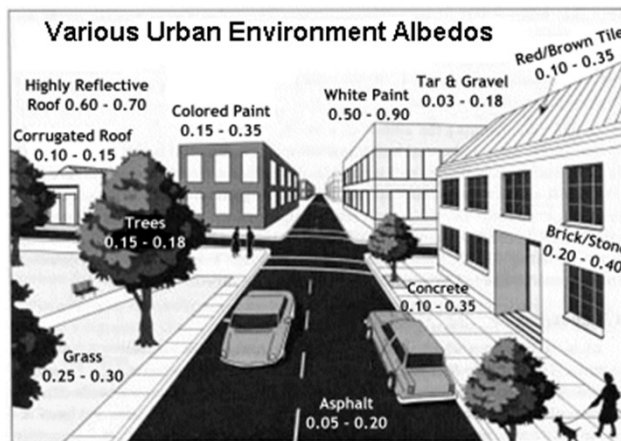 Various Urban Environment Albedos
Highly Reflective
Roof 0.60 - 0.70
Corrugated Roof
0.10 - 0.15
Colored Paint
0.15 - 0.35
White Paint
0.50 - 0.90
Tar & Gravel
0.03 - 0.18
Red/Brown Tile
0.10 - 0.35
Trees
0.15 - 0.18
Brick/Stone
0.20 - 0.40
Concrete
0.10 - 0.35
Grass
0.25 - 0.30
Asphalt
0.05 - 0.20